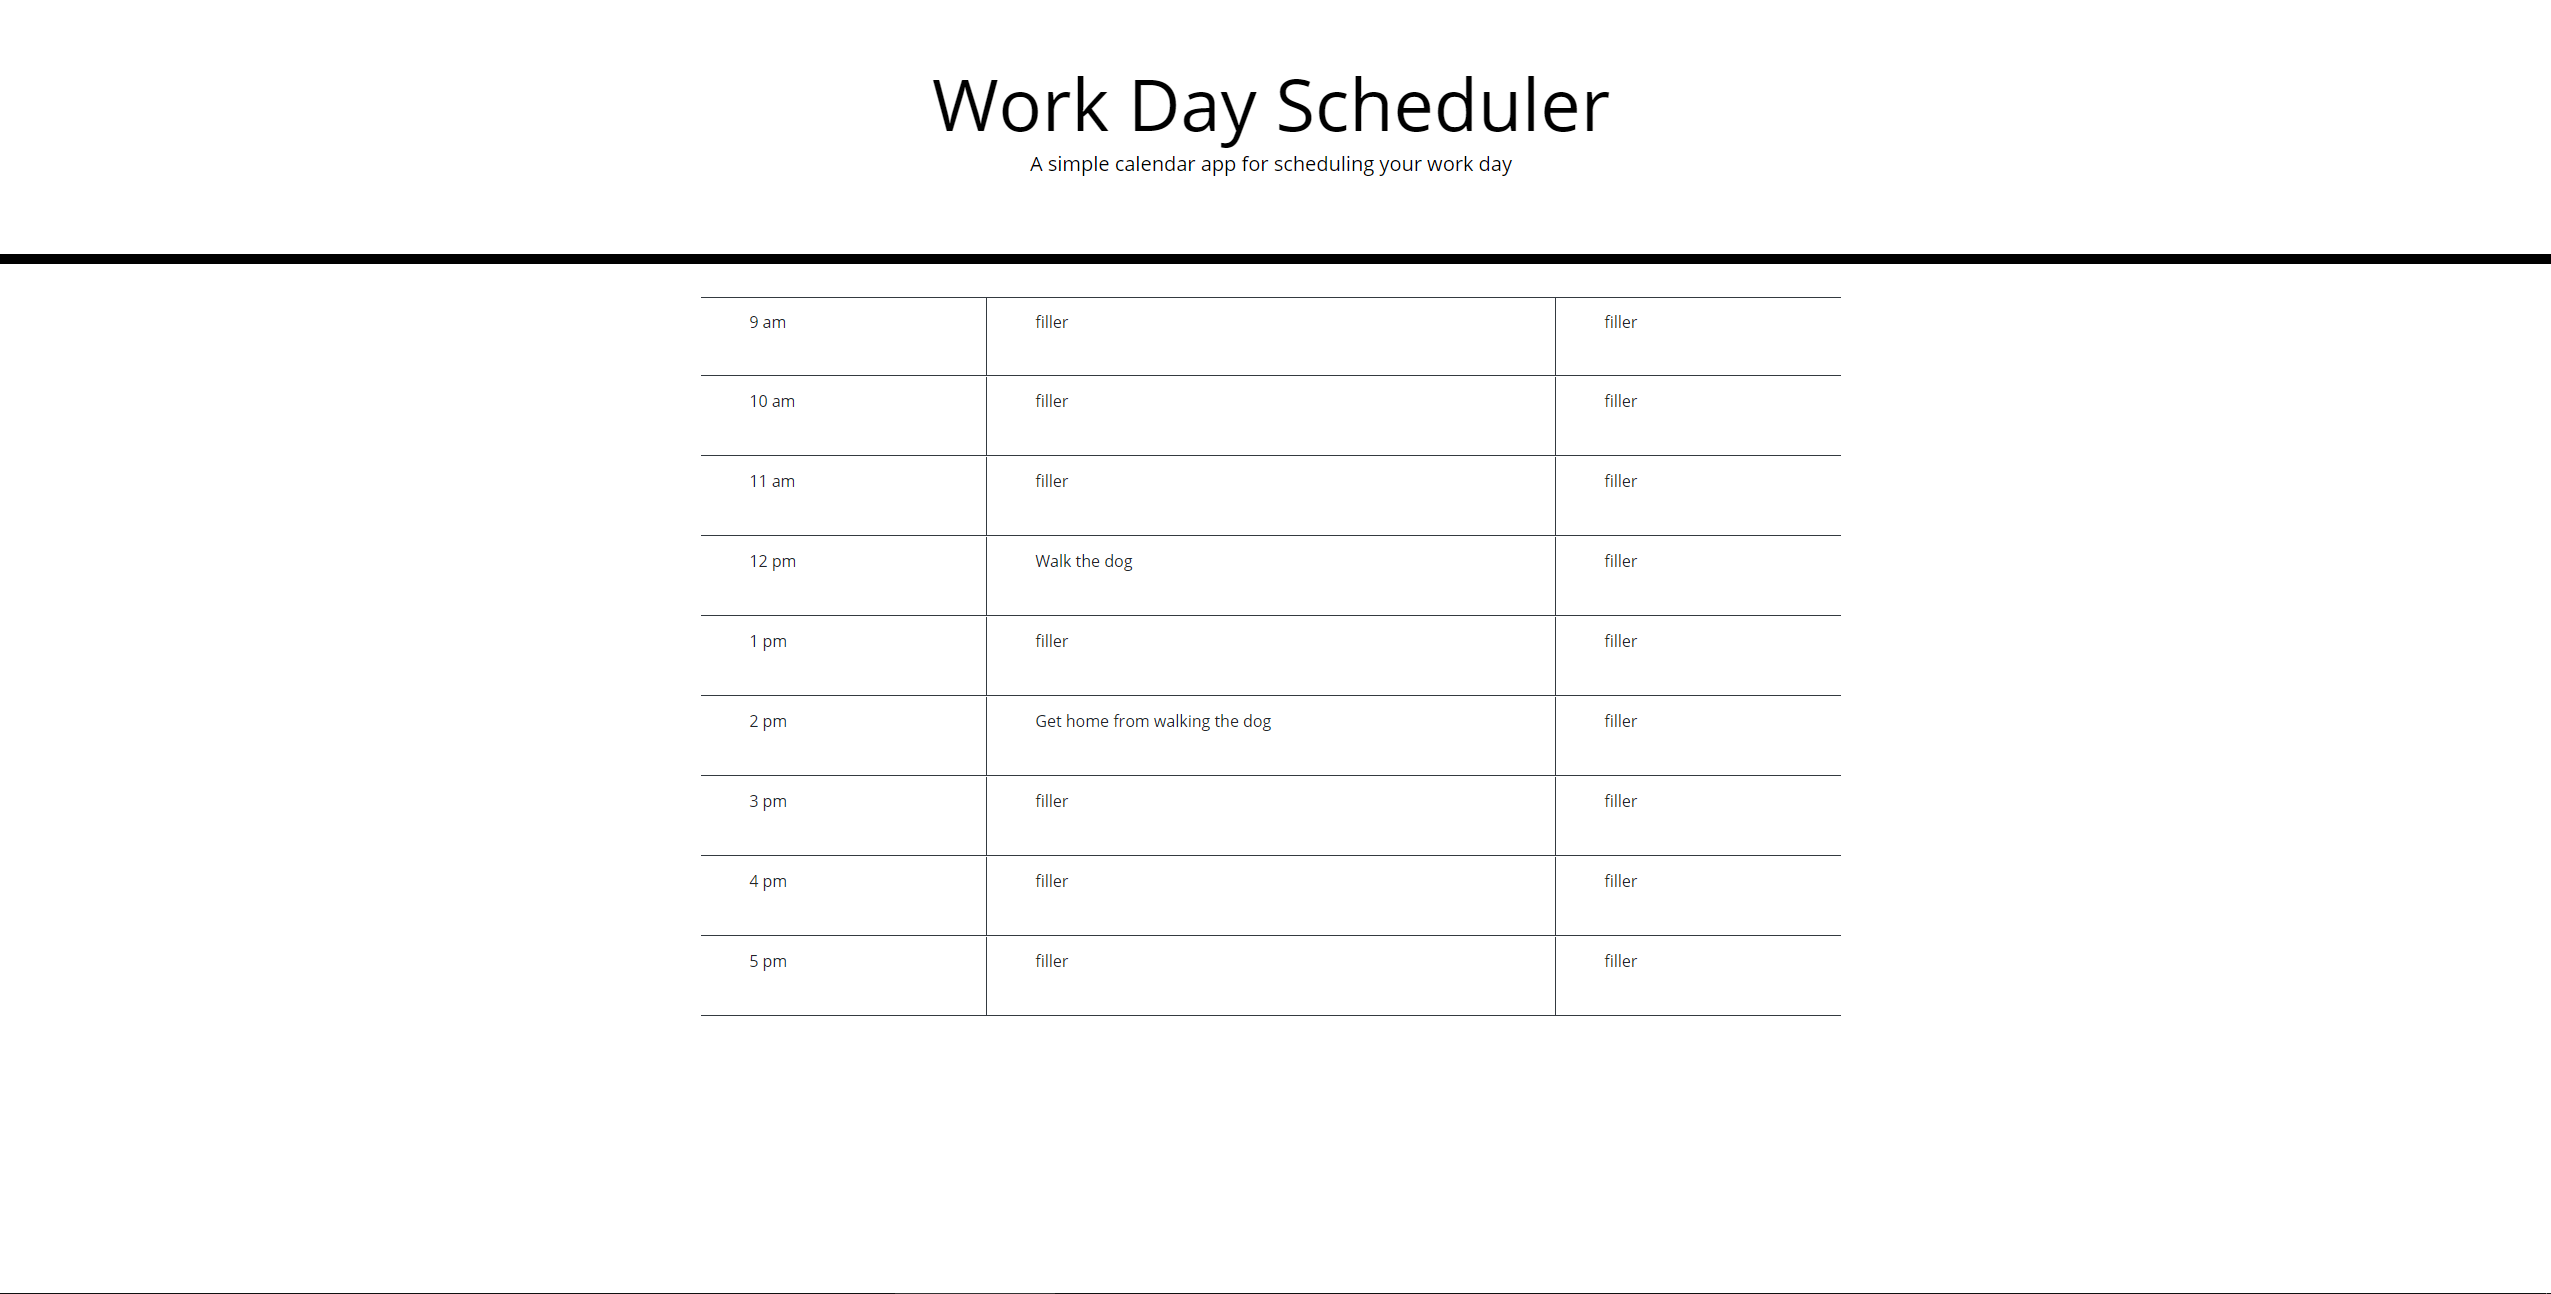 Work Day Scheduler
A simple calendar app for scheduling your work day
9 am filler filler
10 am filler filler
11 am filler filler
12 pm Walk the dog filler
1 pm filler filler
2 pm Get home from walking the dog filler
3 pm filler filler
4 pm filler filler
5 pm filler filler